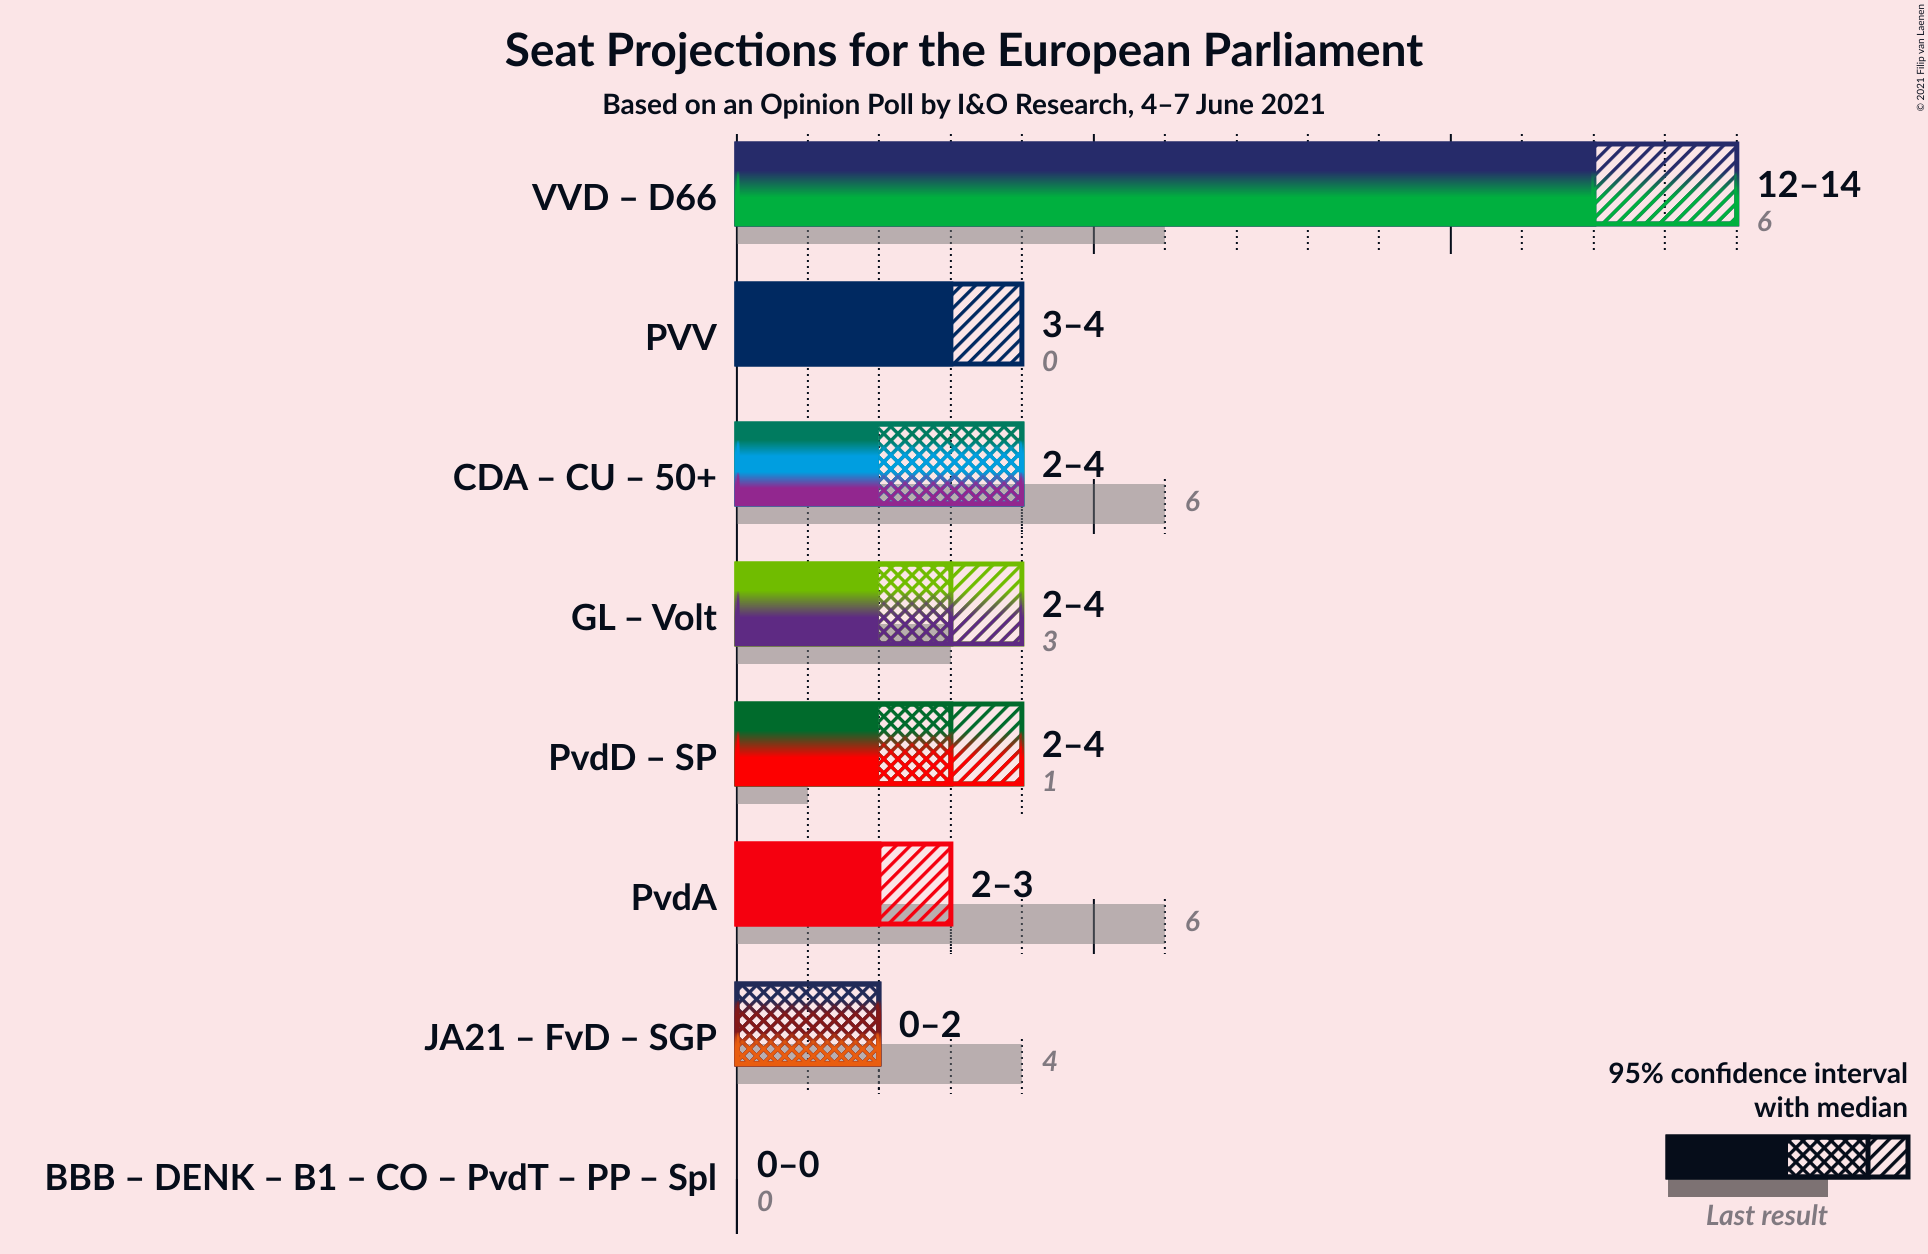 Seat Projections for the European Parliament
Based on an Opinion Poll by I&O Research, 4–7 June 2021
© 2021 Filip van Laenen
VVD – D66
12–14
6
PVV
3–4
0
CDA – CU – 50+
2–4
6
GL – Volt
2–4
3
PvdD – SP
2–4
1
PvdA
2–3
6
JA21 – FvD – SGP
0–2
4
BBB – DENK – B1 – CO – PvdT – PP – Spl
0–0
0
95% confidence interval
with median
Last result